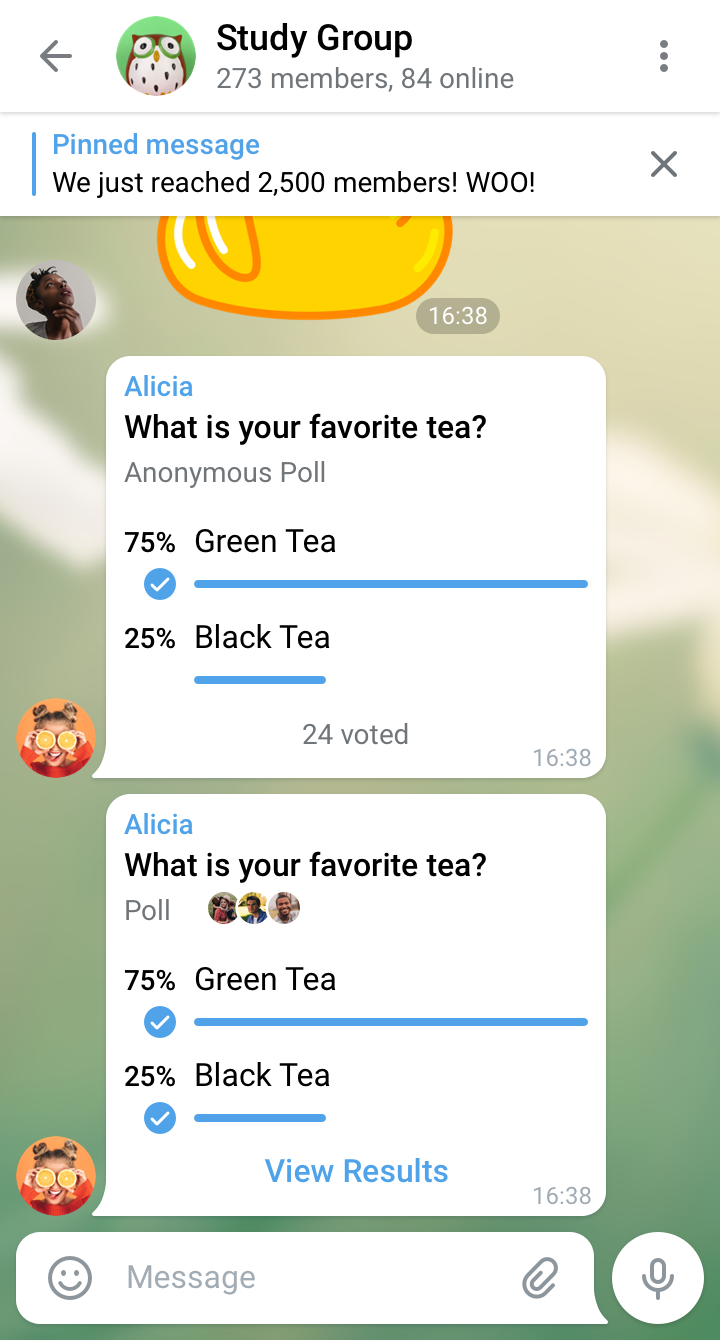 Study Group
273 members, 84 online
Pinned message
We just reached 2,500 members! WOO!
16:38
Alicia
What is your favorite tea?
Anonymous Poll
75% Green Tea
25% Black Tea
24 voted
16:38
Alicia
What is your favorite tea?
Poll
75% Green Tea
25% Black Tea
View Results
16:38
Message